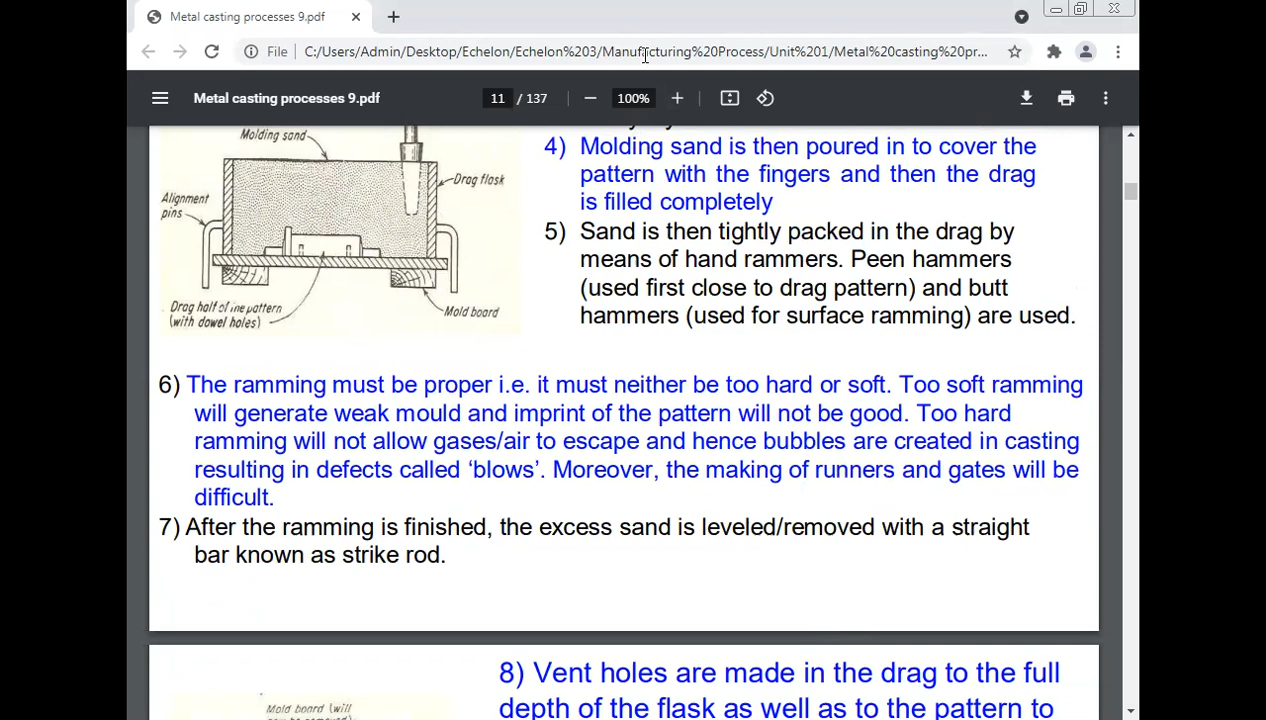 Metal casting processes 9.pdf
File C:/Users/Admin/Desktop/Echelon/Echelon%203/Manufacturing%20Process/Unit%201/Metal%20casting%20pr...
Metal casting processes 9.pdf 11 / 137 100%
Molding sand
Drag flask
Alignment
pins
Drag half of the pattern
(with dowel holes)
Mold board
4) Molding sand is then poured in to cover the
pattern with the fingers and then the drag
is filled completely
5) Sand is then tightly packed in the drag by
means of hand rammers. Peen hammers
(used first close to drag pattern) and butt
hammers (used for surface ramming) are used.
6) The ramming must be proper i.e. it must neither be too hard or soft. Too soft ramming
will generate weak mould and imprint of the pattern will not be good. Too hard
ramming will not allow gases/air to escape and hence bubbles are created in casting
resulting in defects called ‘blows’. Moreover, the making of runners and gates will be
difficult.
7) After the ramming is finished, the excess sand is leveled/removed with a straight
bar known as strike rod.
8) Vent holes are made in the drag to the full
depth of the flask as well as to the pattern to
Mold board (will